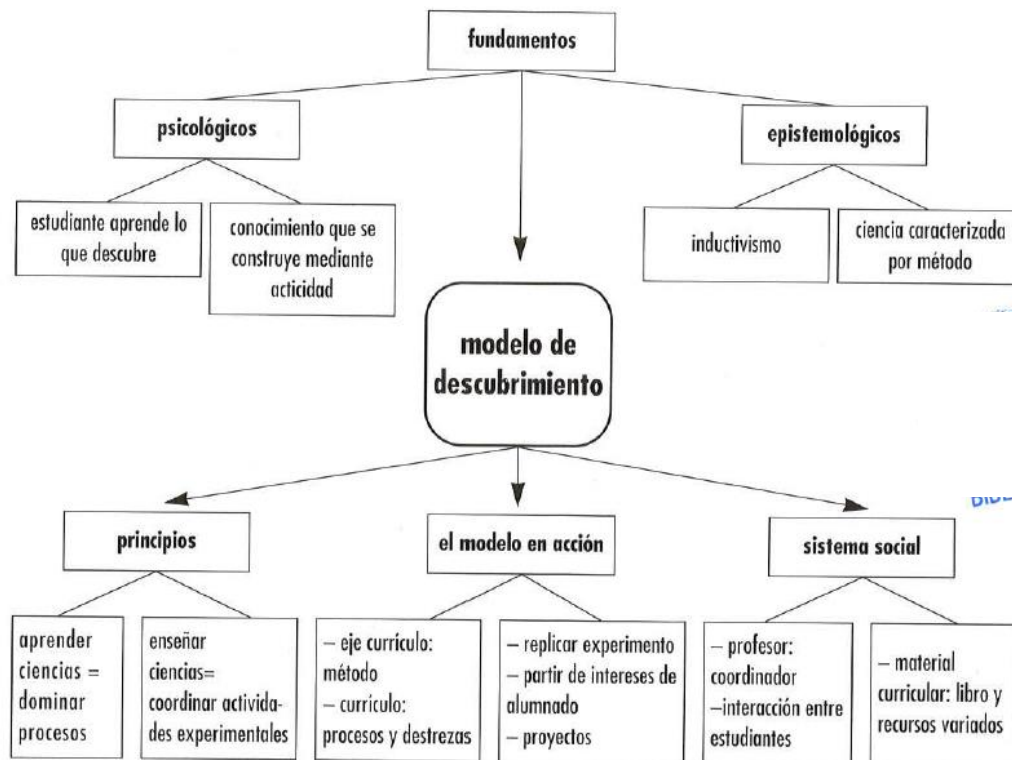 fundamentos
psicológicos
epistemológicos
estudiante aprende lo
que descubre
conocimiento que se
construye mediante
acticidad
inductivismo
ciencia caracterizada
por método
modelo de
descubrimiento
principios
el modelo en acción
sistema social
aprender
ciencias =
dominar
procesos
enseñar
ciencias=
coordinar activida-
des experimentales
– eje currículo:
método
– currículo:
procesos y destrezas
– replicar experimento
– partir de intereses de
alumnado
– proyectos
– profesor:
coordinador
–interacción entre
estudiantes
– material
curricular: libro y
recursos variados